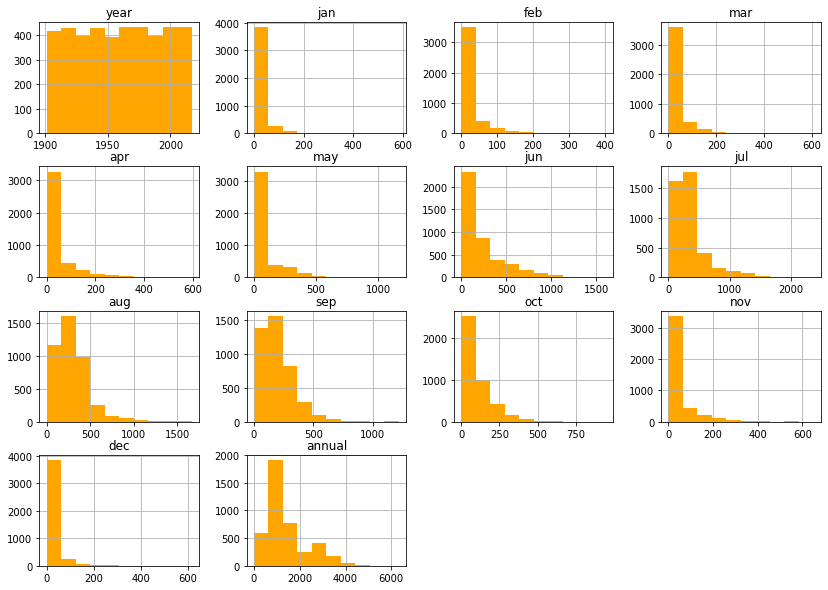 year jan feb mar
400 300 200 100 0
1900 1950 2000
4000 3000 2000 1000 0
0 200 400 600
3000 2000 1000 0
0 100 200 300 400
3000 2000 1000 0
0 200 400 600
apr may jun jul
3000 2000 1000 0
0 200 400 600
3000 2000 1000 0
0 500 1000
2000 1500 1000 500 0
0 500 1000 1500
1500 1000 500 0
0 1000 2000
aug sep oct nov
1500 1000 500 0
0 500 1000 1500
1500 1000 500 0
0 500 1000
2000 1000 0
0 250 500 750
3000 2000 1000 0
0 200 400 600
dec annual
4000 3000 2000 1000 0
0 200 400 600
2000 1500 1000 500 0
0 2000 4000 6000